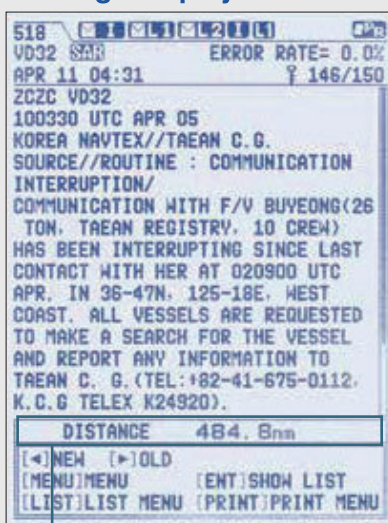 518 I L1 L2 I L1
VD32 SAR ERROR RATE= 0.0%
APR 11 04:31 146/150
ZCZC VD32
100330 UTC APR 05
KOREA NAVTEX//TAEAN C.G.
SOURCE//ROUTINE : COMMUNICATION
INTERRUPTION/
COMMUNICATION WITH F/V BUYEONG(26
TON, TAEAN REGISTRY, 10 CREW)
HAS BEEN INTERRUPTING SINCE LAST
CONTACT WITH HER AT 020900 UTC
APR. IN 36-47N, 125-18E, WEST
COAST. ALL VESSELS ARE REQUESTED
TO MAKE A SEARCH FOR THE VESSEL
AND REPORT ANY INFORMATION TO
TAEAN C. G.(TEL:+82-41-675-0112,
K.C.G TELEX K24920).
DISTANCE 484.8nm
[◄]NEW [►]OLD
[MENU]MENU [ENT]SHOW LIST
[LIST]LIST MENU [PRINT]PRINT MENU